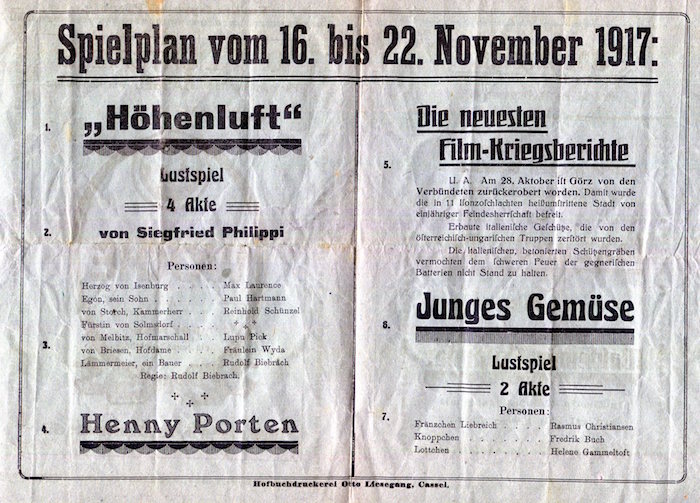 Spielplan vom 16. bis 22. November 1917:
1.
„Höhenluft“
Lustspiel
4 Akte
2.
von Siegfried Philippi
Personen:
Herzog von Isenburg . . . . Max Laurence
Egon, sein Sohn . . . . . Paul Hartmann
von Storch, Kammerherr . . . Reinhold Schünzel
Fürstin von Solmsdorf . . . .
3.
von Melbitz, Hofmarschall . . . Lupu Pick
von Briesen, Hofdame . . . . Fräulein Wyda
Lämmermeier, ein Bauer . . . Rudolf Biebrach
Regie: Rudolf Biebrach.
4.
Henny Porten
Die neuesten
Film-Kriegsberichte
5.
U. A. Am 28. Aktober ist Görz von den
Verbündeten zurückerobert worden. Damit wurde
die in 11 Isonzoschlachten heißumstrittene Stadt von
einjähriger Feindesherrschaft befreit.
Erbaute italienische Geschütze, die von den
österreichisch-ungarischen Truppen zerstört wurden.
Die italienischen, betonierten Schützengräben
vermochten dem schweren Feuer der gegnerischen
Batterien nicht Stand zu halten.
6.
Junges Gemüse
Lustspiel
2 Akte
Personen:
7.
Fränzchen Liebreich . . . . Rasmus Christiansen
Knoppchen . . . . . Fredrik Buch
Lottchen . . . . . Helene Gammeltoft
Hofbuchdruckerei Otto Liesegang, Cassel.